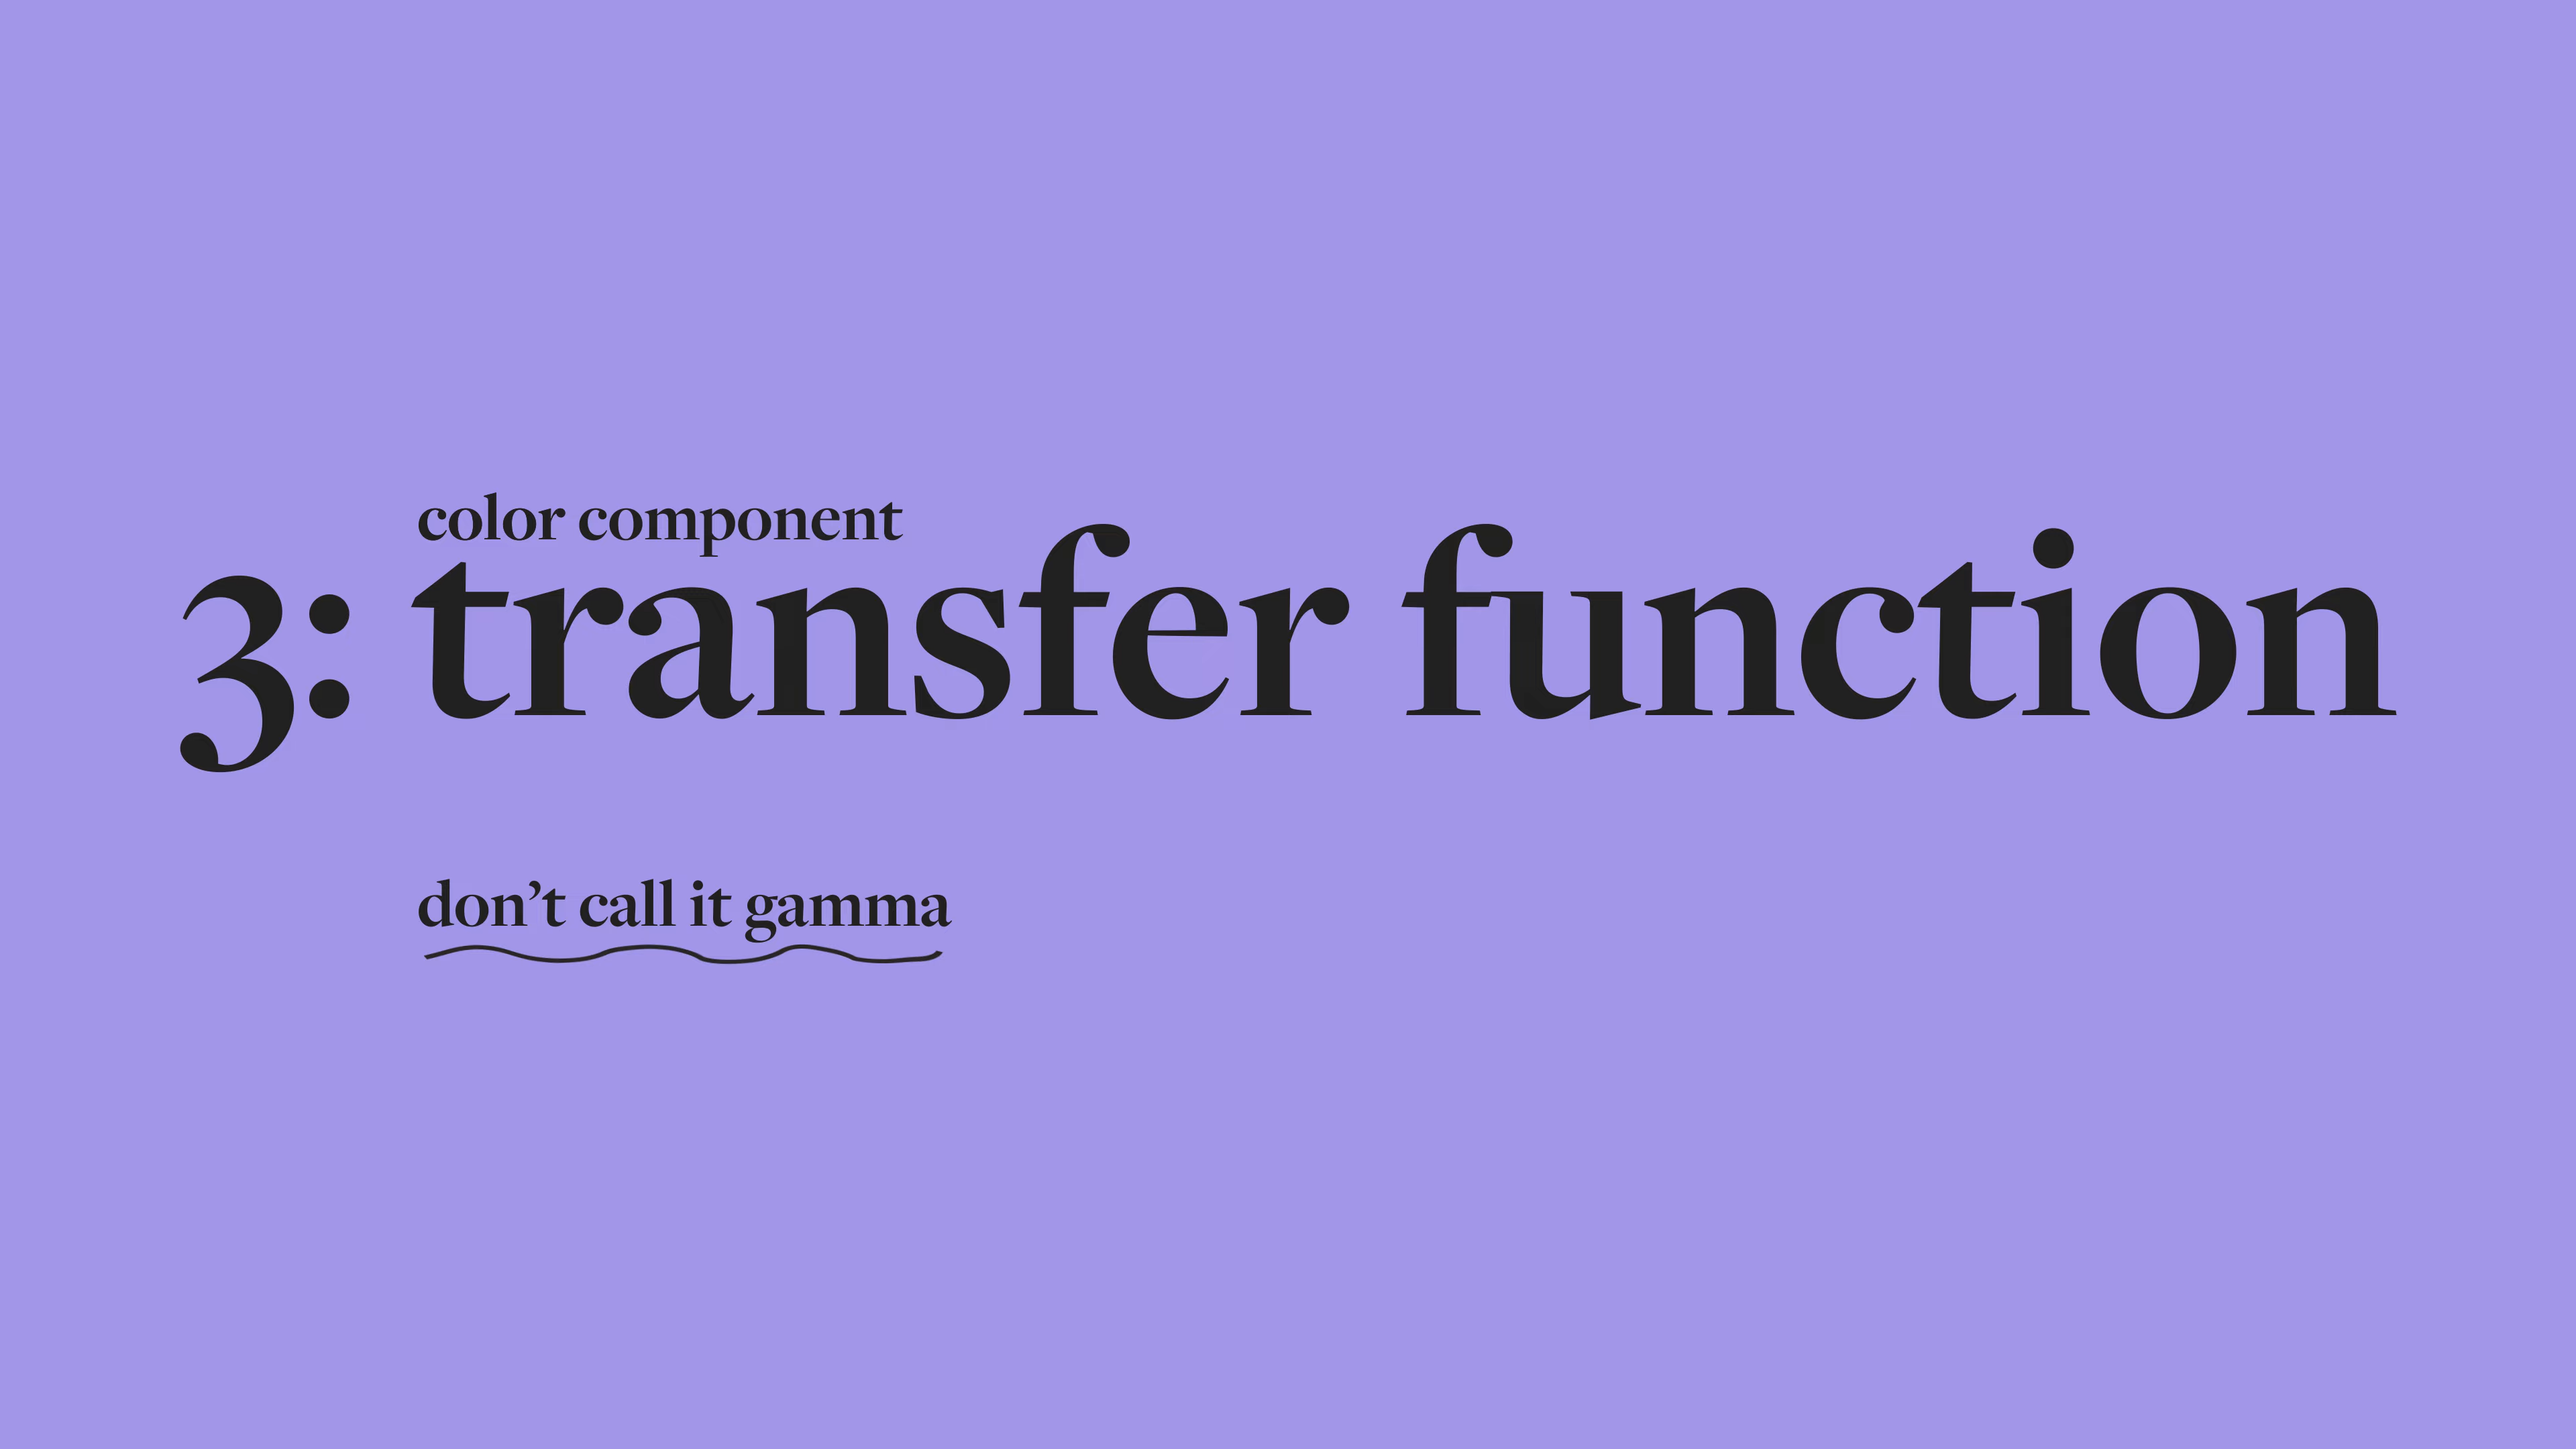 color component
3: transfer function
don’t call it gamma